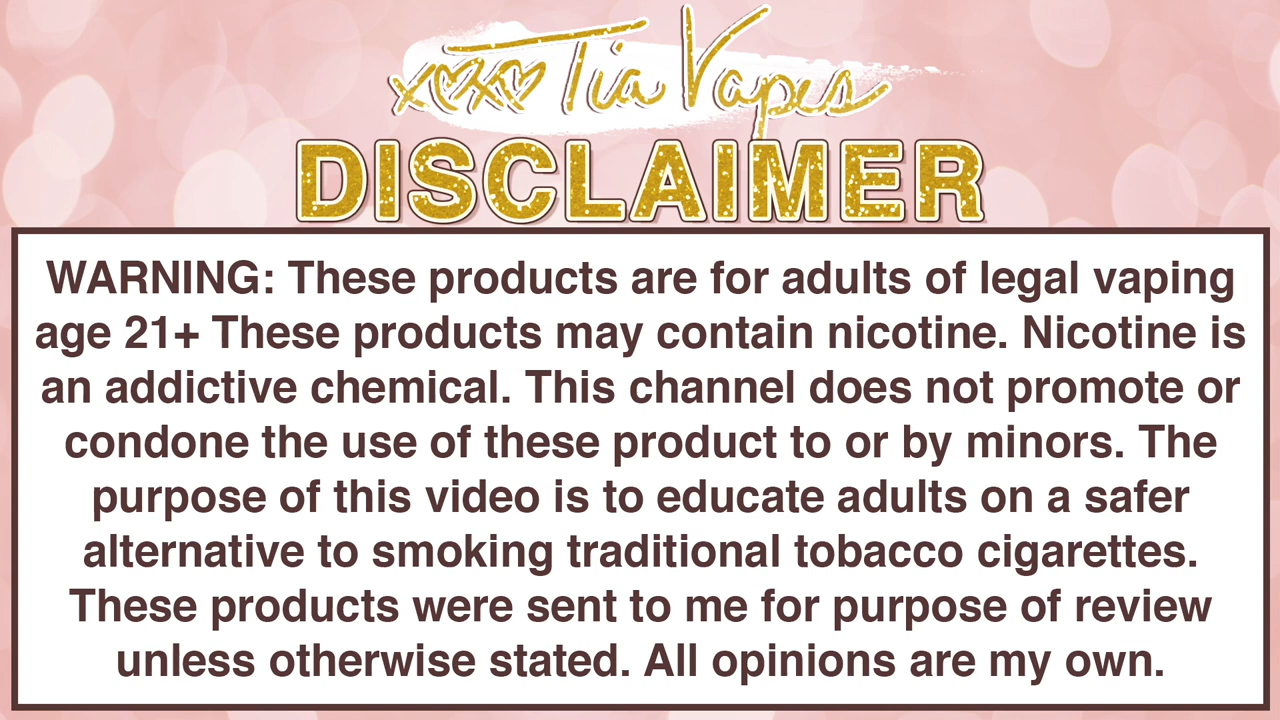 xoxo Tia Vapes
DISCLAIMER
WARNING: These products are for adults of legal vaping
age 21+ These products may contain nicotine. Nicotine is
an addictive chemical. This channel does not promote or
condone the use of these product to or by minors. The
purpose of this video is to educate adults on a safer
alternative to smoking traditional tobacco cigarettes.
These products were sent to me for purpose of review
unless otherwise stated. All opinions are my own.